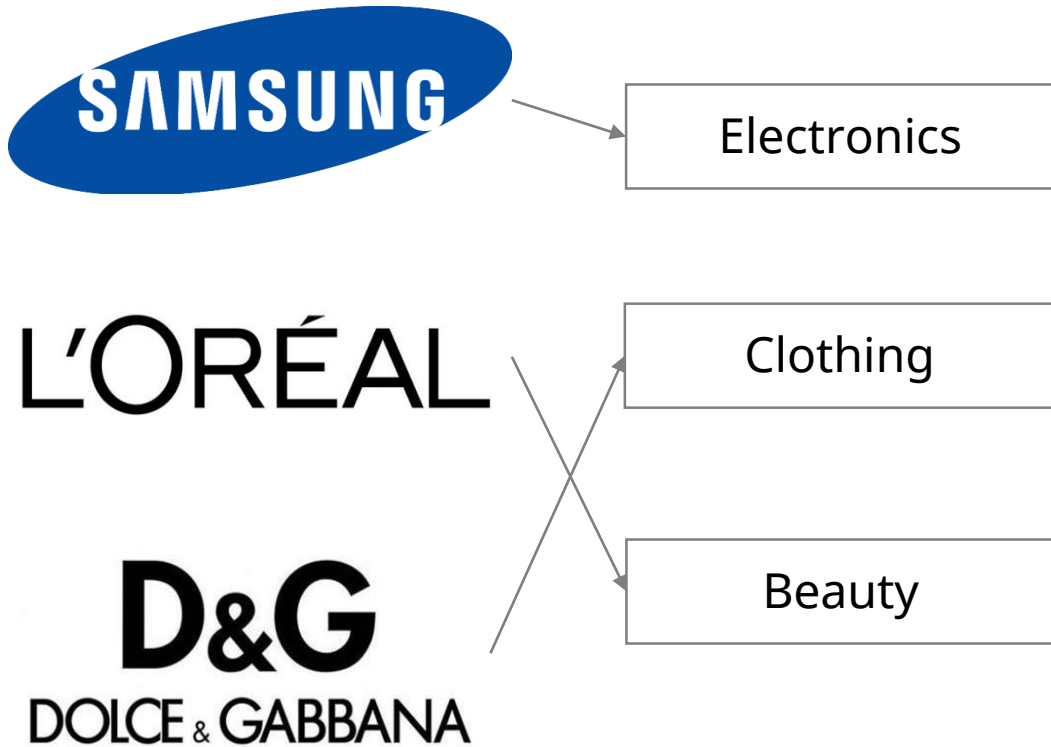 SAMSUNG
Electronics
L'ORÉAL
Clothing
D&G
DOLCE & GABBANA
Beauty